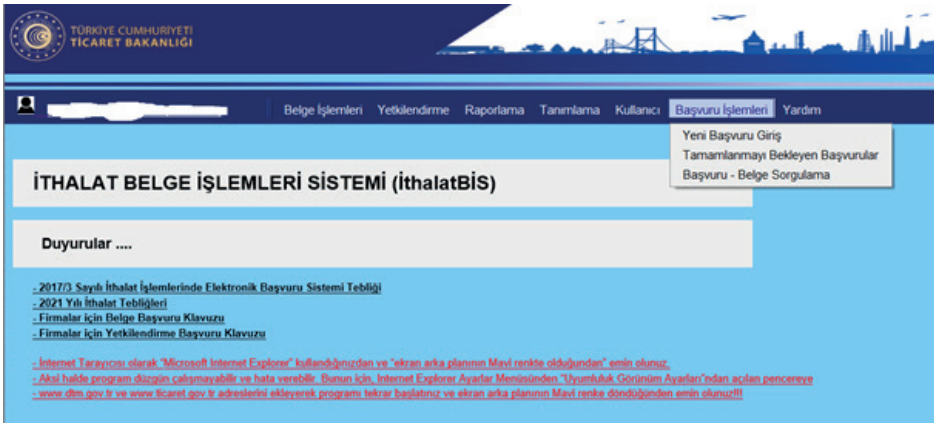 TÜRKİYE CUMHURİYETİ
TİCARET BAKANLIĞI
Belge İşlemleri Yetkilendirme Raporlama Tanımlama Kullanıcı Başvuru İşlemleri Yardım
Yeni Başvuru Giriş
Tamamlanmayı Bekleyen Başvurular
Başvuru - Belge Sorgulama
İTHALAT BELGE İŞLEMLERİ SİSTEMİ (İthalatBİS)
Duyurular ....
- 2017/3 Sayılı İthalat İşlemlerinde Elektronik Başvuru Sistemi Tebliği
- 2021 Yılı İthalat Tebliğleri
- Firmalar için Belge Başvuru Klavuzu
- Firmalar için Yetkilendirme Başvuru Klavuzu
- İnternet Tarayıcısı olarak "Microsoft Internet Explorer" kullandığınızdan ve "ekran arka planının Mavi renkte olduğundan" emin olunuz.
- Aksi halde program düzgün çalışmayabilir ve hata verebilir. Bunun için, Internet Explorer Ayarlar Menüsünden "Uyumluluk Görünüm Ayarları"ndan açılan pencereye
- www.dtm.gov.tr ve www.ticaret.gov.tr adreslerini ekleyerek programı tekrar başlatınız ve ekran arka planının Mavi renke döndüğünden emin olunuz!!!